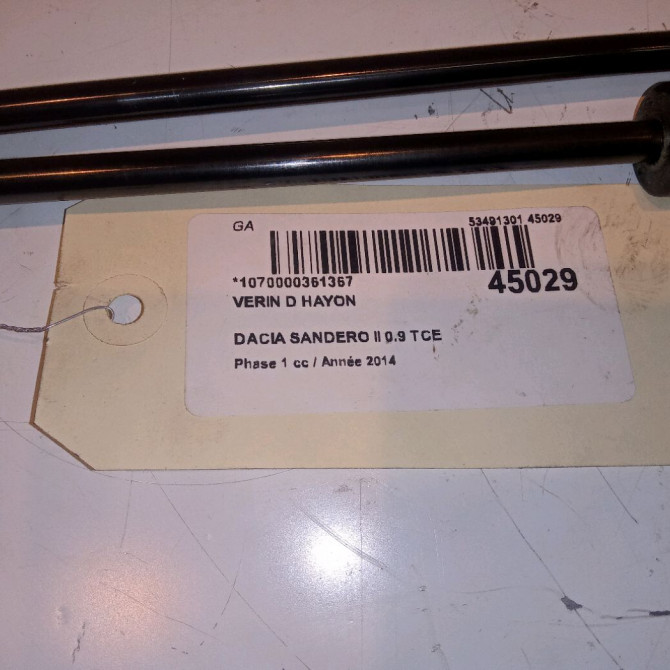 GA
53491301 45029
*1070000361367
45029
VERIN D HAYON
DACIA SANDERO II 0.9 TCE
Phase 1 cc / Année 2014